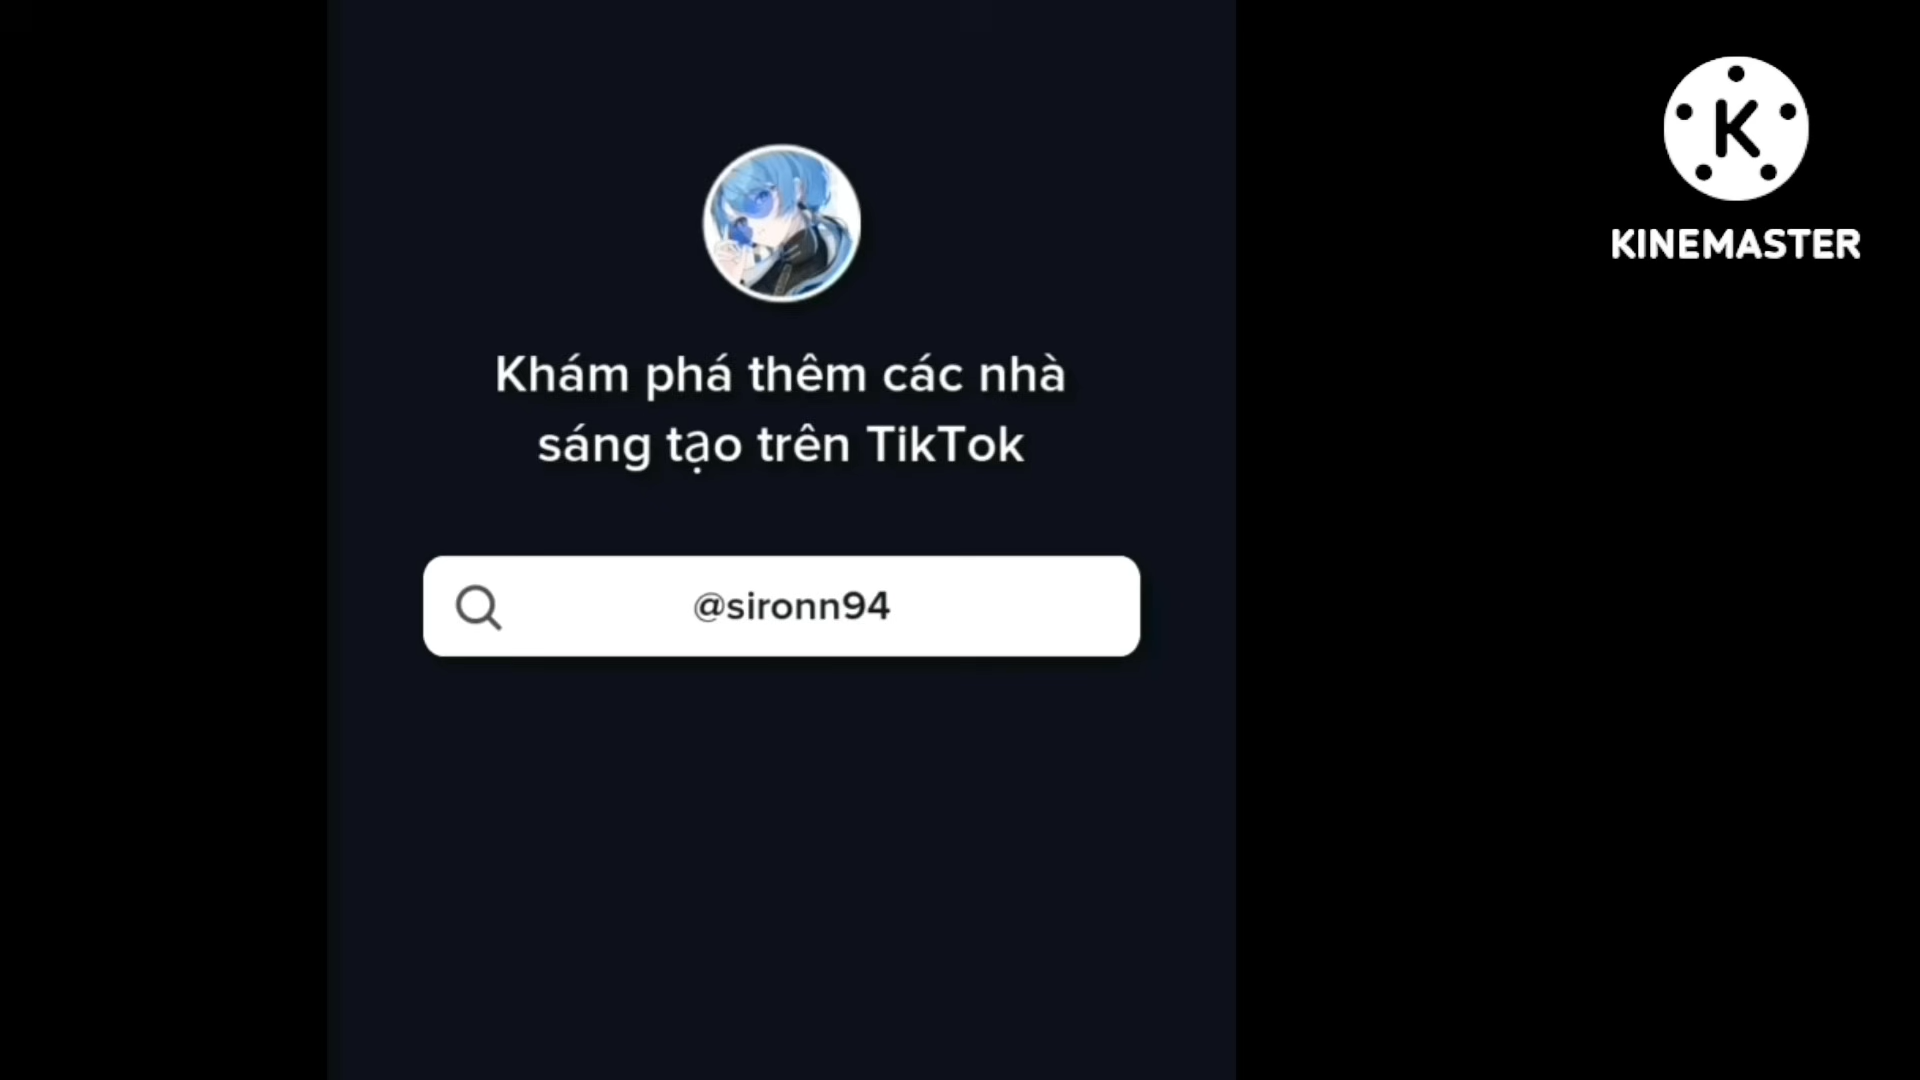 Khám phá thêm các nhà
sáng tạo trên TikTok
@sironn94
K
KINEMASTER